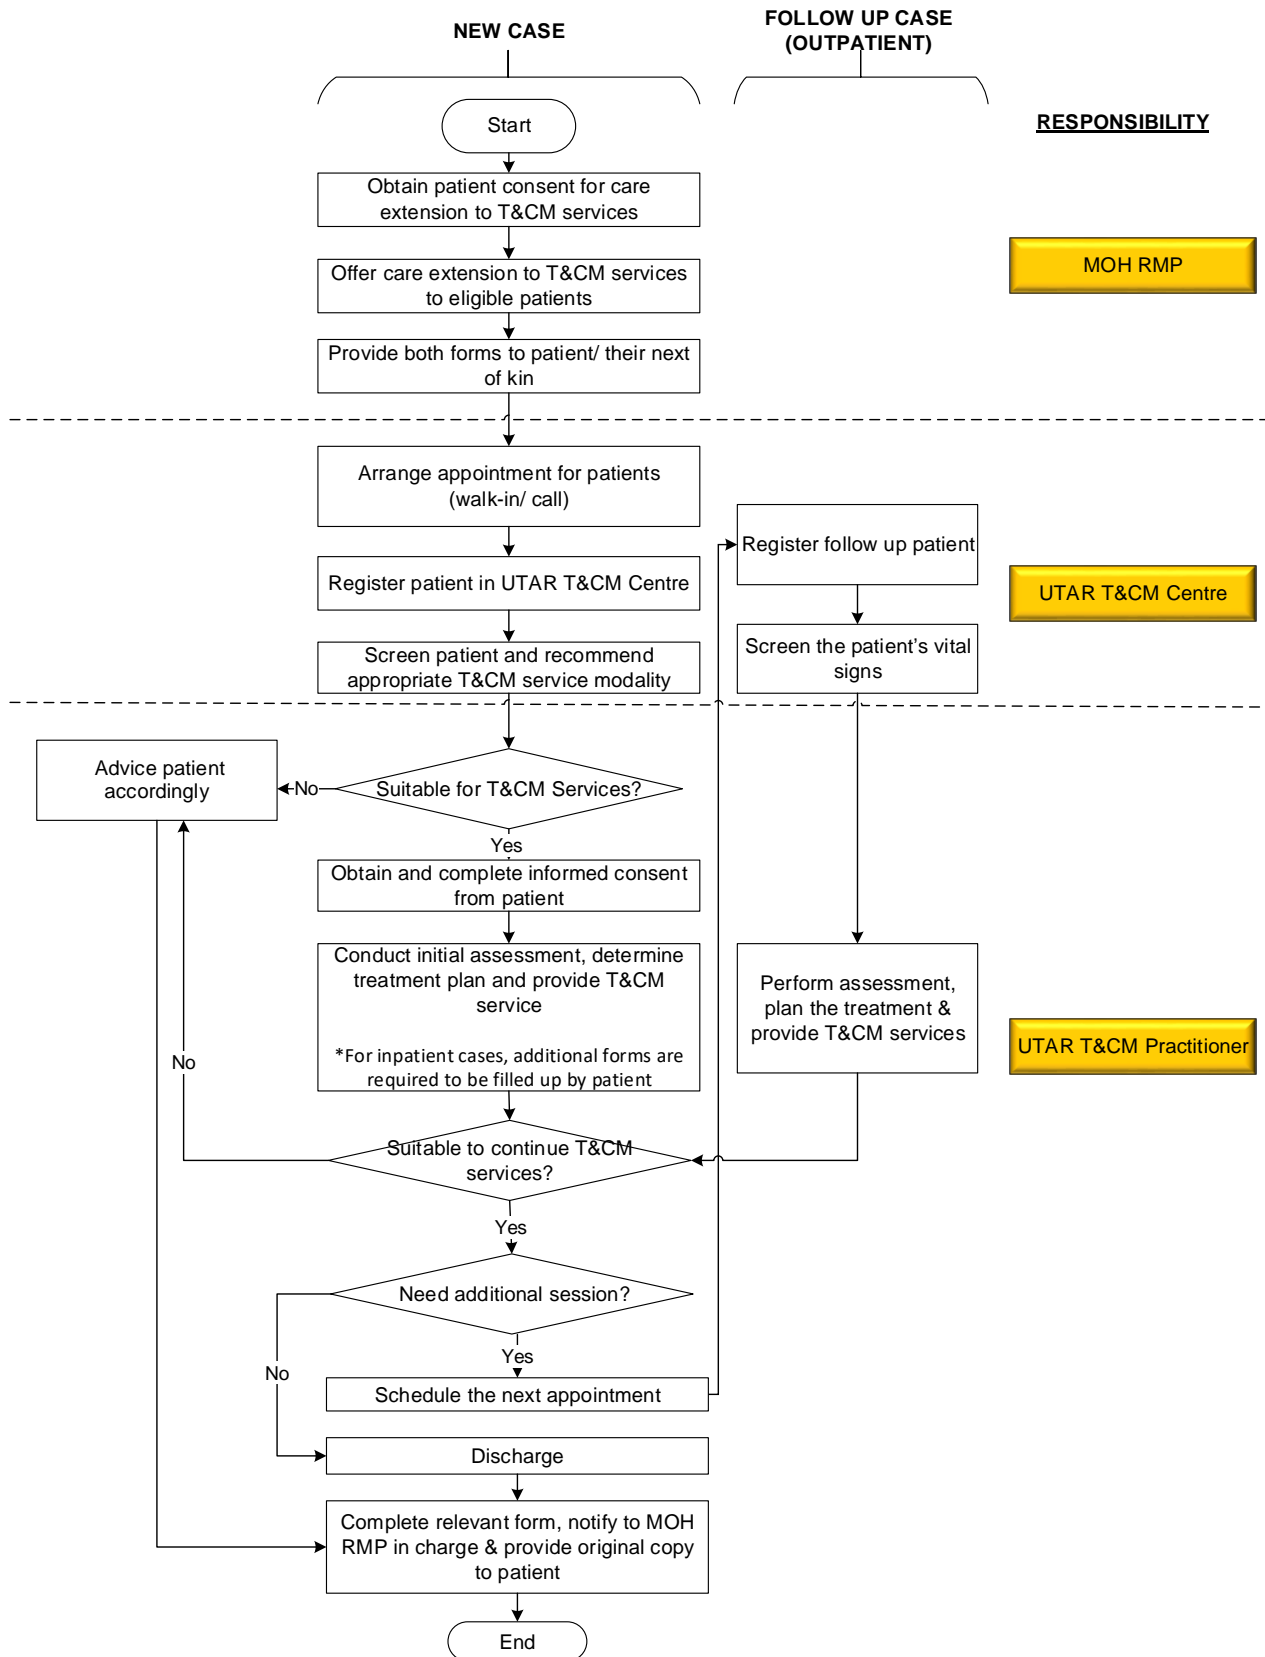 NEW CASE
FOLLOW UP CASE
(OUTPATIENT)
RESPONSIBILITY
Start
Obtain patient consent for care
extension to T&CM services
Offer care extension to T&CM services
to eligible patients
MOH RMP
Provide both forms to patient/ their next
of kin
Arrange appointment for patients
(walk-in/ call)
Register patient in UTAR T&CM Centre
Screen patient and recommend
appropriate T&CM service modality
Register follow up patient
Screen the patient’s vital
signs
UTAR T&CM Centre
Advice patient
accordingly
No
Suitable for T&CM Services?
Yes
Obtain and complete informed consent
from patient
Conduct initial assessment, determine
treatment plan and provide T&CM
service
*For inpatient cases, additional forms are
required to be filled up by patient
Perform assessment,
plan the treatment &
provide T&CM services
UTAR T&CM Practitioner
No
Suitable to continue T&CM
services?
Yes
Need additional session?
Yes
No
Schedule the next appointment
Discharge
Complete relevant form, notify to MOH
RMP in charge & provide original copy
to patient
End